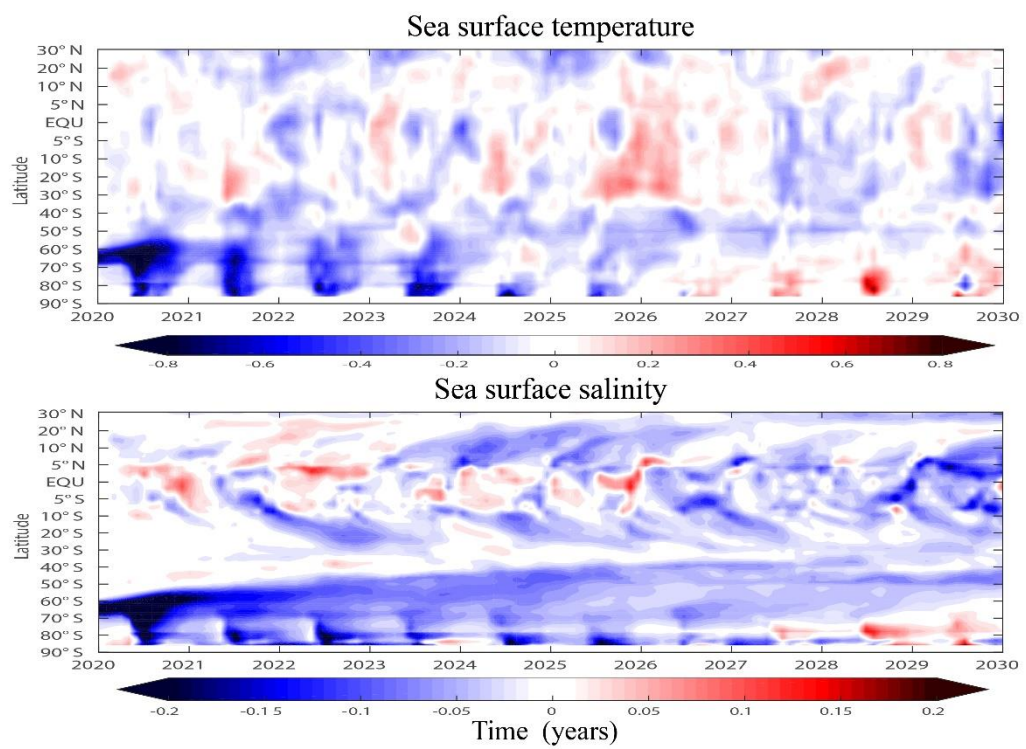 Sea surface temperature
Latitude
30° N
20° N
10° N
5° N
EQU
5° S
10° S
20° S
30° S
40° S
50° S
60° S
70° S
80° S
90° S
2020 2021 2022 2023 2024 2025 2026 2027 2028 2029 2030
-0.8 -0.6 -0.4 -0.2 0 0.2 0.4 0.6 0.8
Sea surface salinity
Latitude
30° N
20° N
10° N
5° N
EQU
5° S
10° S
20° S
30° S
40° S
50° S
60° S
70° S
80° S
90° S
2020 2021 2022 2023 2024 2025 2026 2027 2028 2029 2030
-0.2 -0.15 -0.1 -0.05 0 0.05 0.1 0.15 0.2
Time (years)